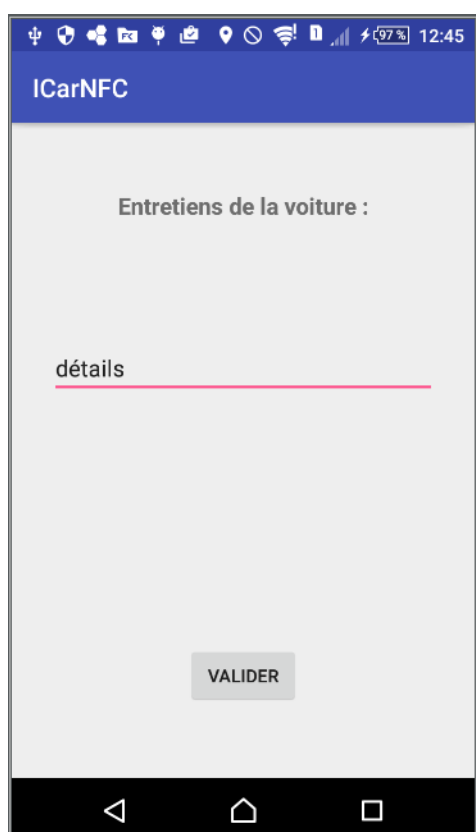 97 % 12:45
ICarNFC
Entretiens de la voiture :
détails
VALIDER